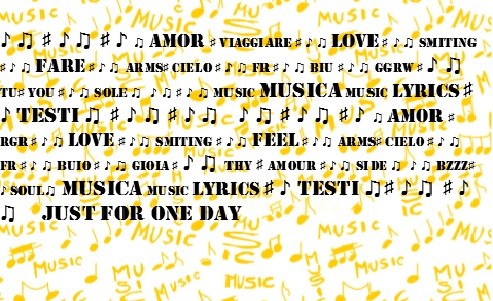 ♪ ♫ ♯ ♪ ♫ ♯ ♪ ♫ AMOR ♯ VIAGGIARE ♯ ♪ ♫ LOVE ♯ ♫ SMITING
♯ ♪ ♫ FARE ♯ ♪ ♫ ARMS♯ CIELO♯ ♪ ♫ FR♯ ♪ ♫ BIU ♯ ♪ ♫ GGRW♯ ♪ ♫
TU♯ YOU ♯ ♪ ♫ SOLE♫ ♪ ♫♯ ♪ ♫ MUSIC MUSICA MUSIC LYRICS♯
♪ TESTI ♫ ♯ ♪ ♫♯ ♪ ♫ ♪ ♫ ♯ ♪ ♫♯ ♪ ♫ AMOR ♯
RGR♯ ♪ ♫ LOVE♯ ♪ ♫ SMITING ♯ ♪ ♫ FEEL♯ ♪ ♫ ARMS♯ CIELO♯ ♪ ♫
FR♯ ♪ ♫ BUIO♯ ♪ ♫ GIOIA♯ ♪ ♫ THY ♯ AMOUR♯ ♪ ♫ SI DE ♫ ♪ ♫ BZZZ♯
♪ SOUL♫ MUSICA MUSIC LYRICS♯ ♪ TESTI ♫♯ ♪ ♫ ♯ ♪
♫ JUST FOR ONE DAY